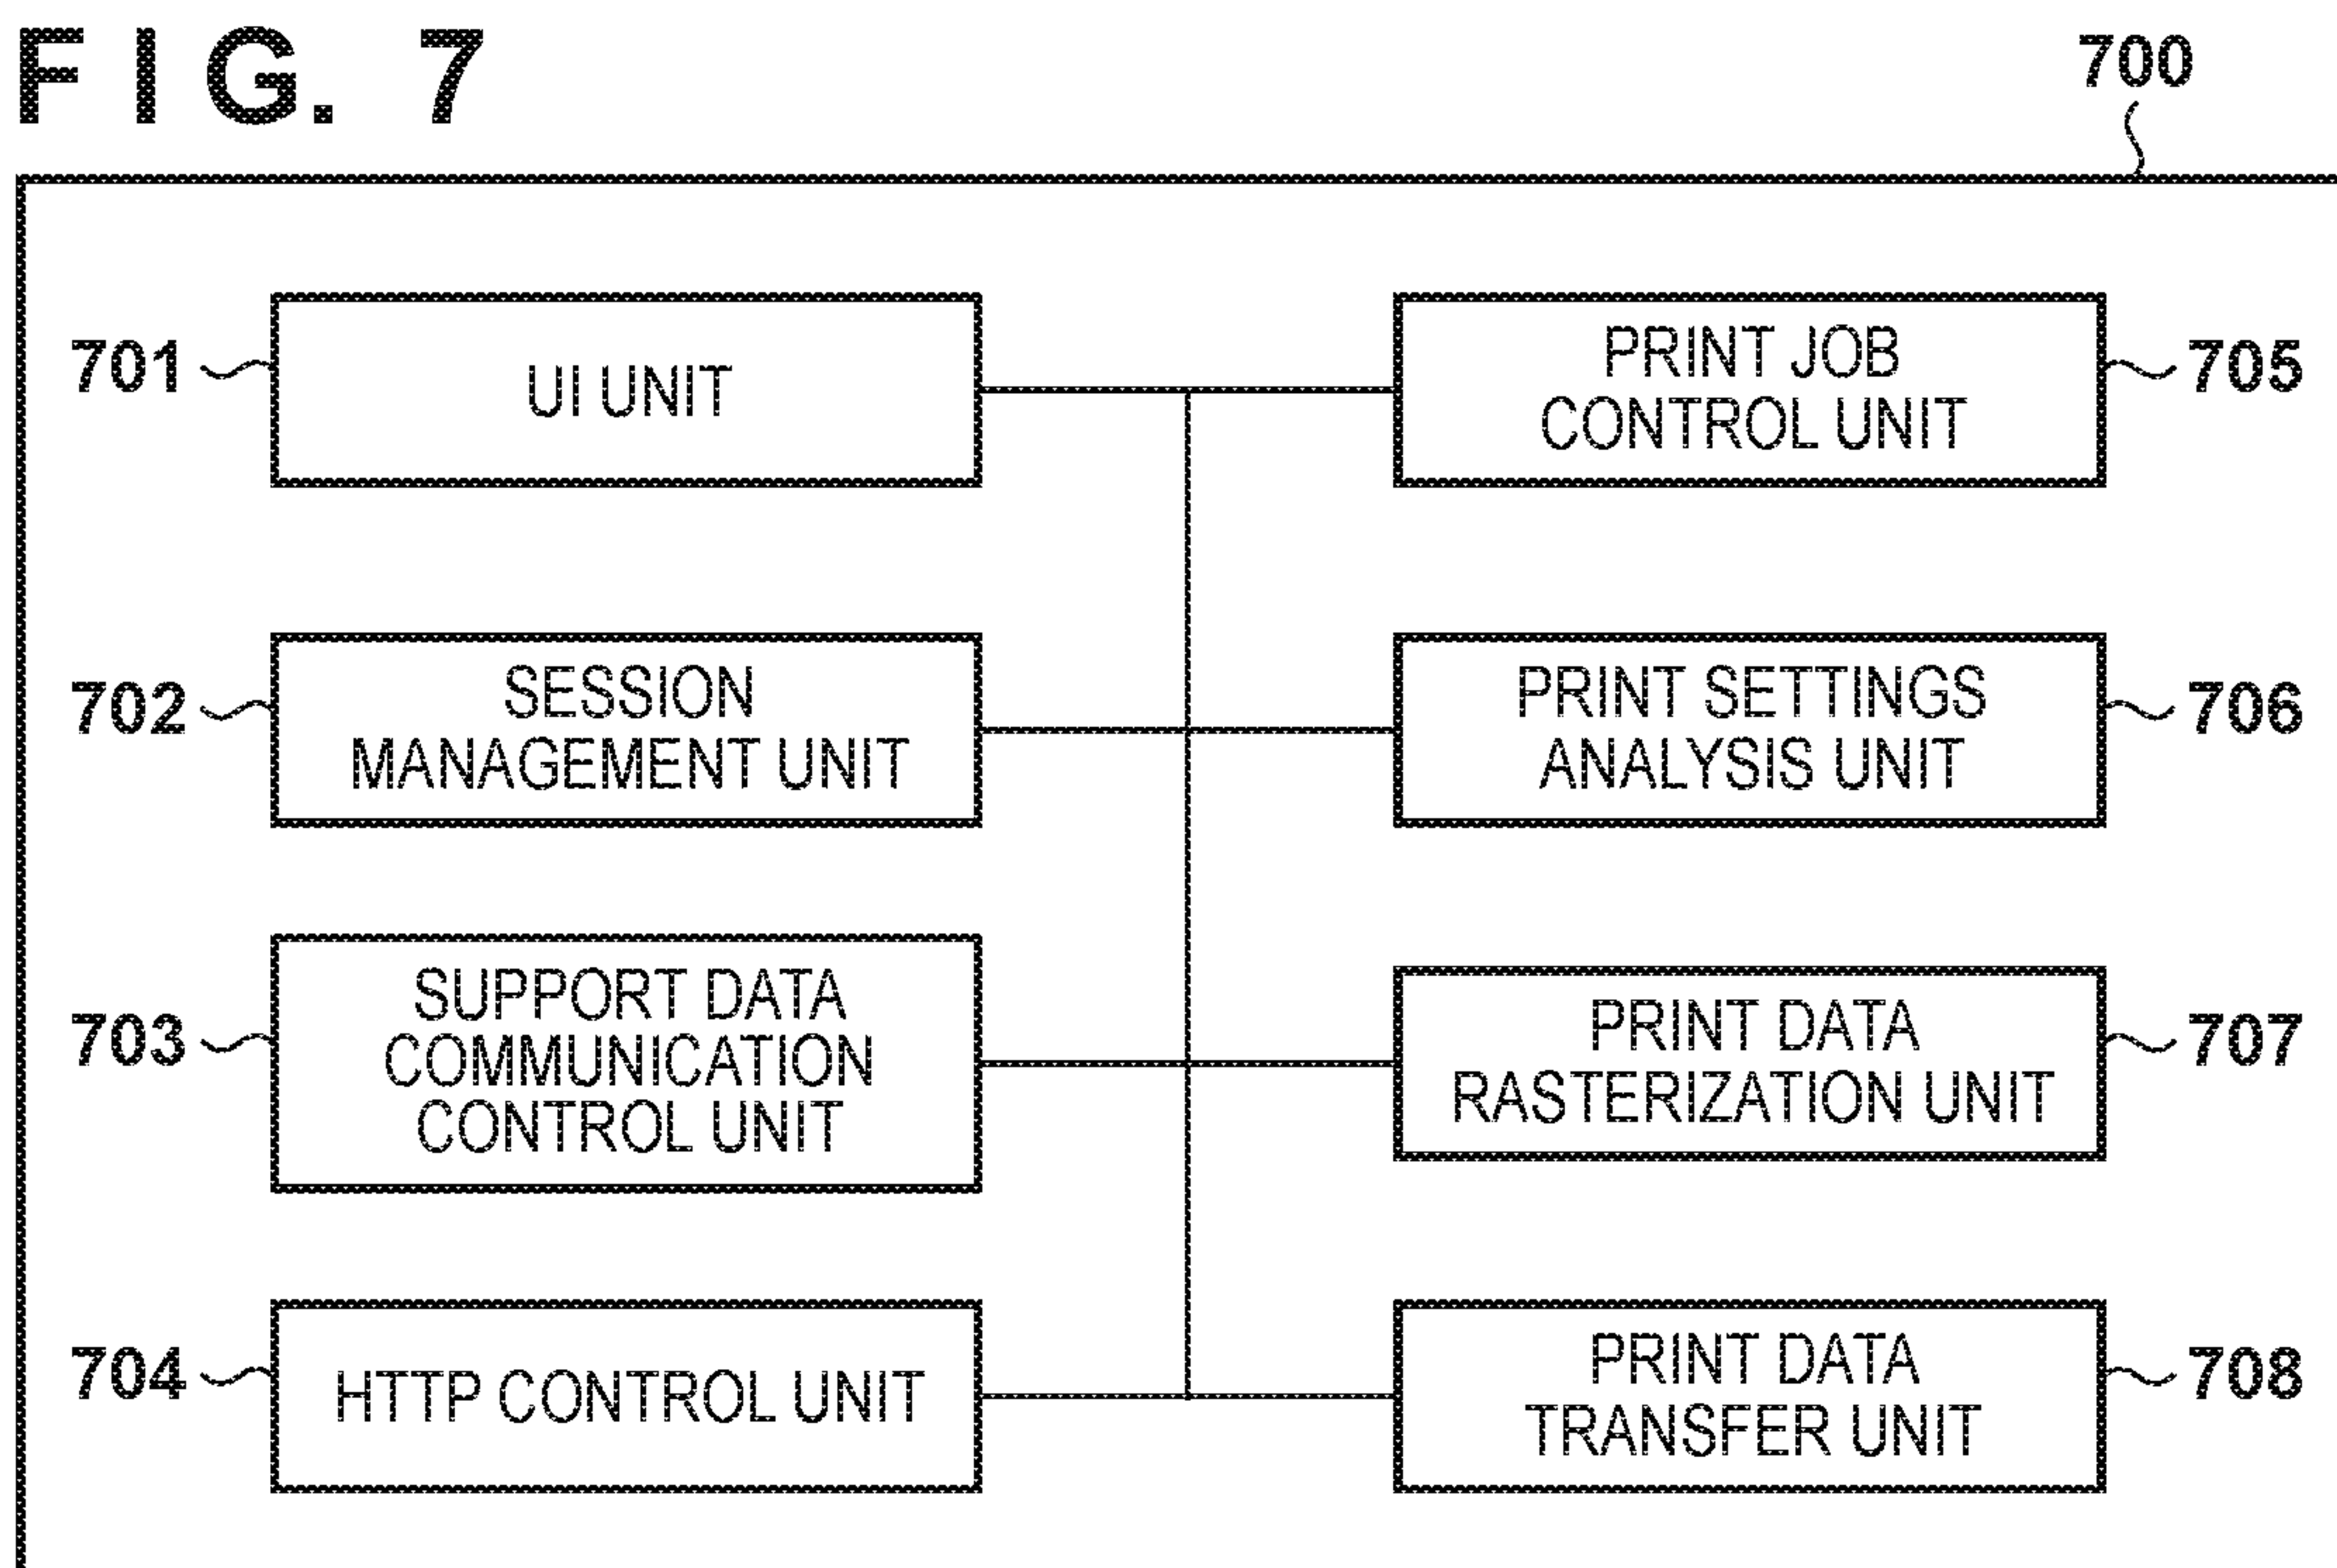 FIG. 7
700
701
UI UNIT
PRINT JOB
CONTROL UNIT
705
702
SESSION
MANAGEMENT UNIT
PRINT SETTINGS
ANALYSIS UNIT
706
703
SUPPORT DATA
COMMUNICATION
CONTROL UNIT
PRINT DATA
RASTERIZATION UNIT
707
704
HTTP CONTROL UNIT
PRINT DATA
TRANSFER UNIT
708